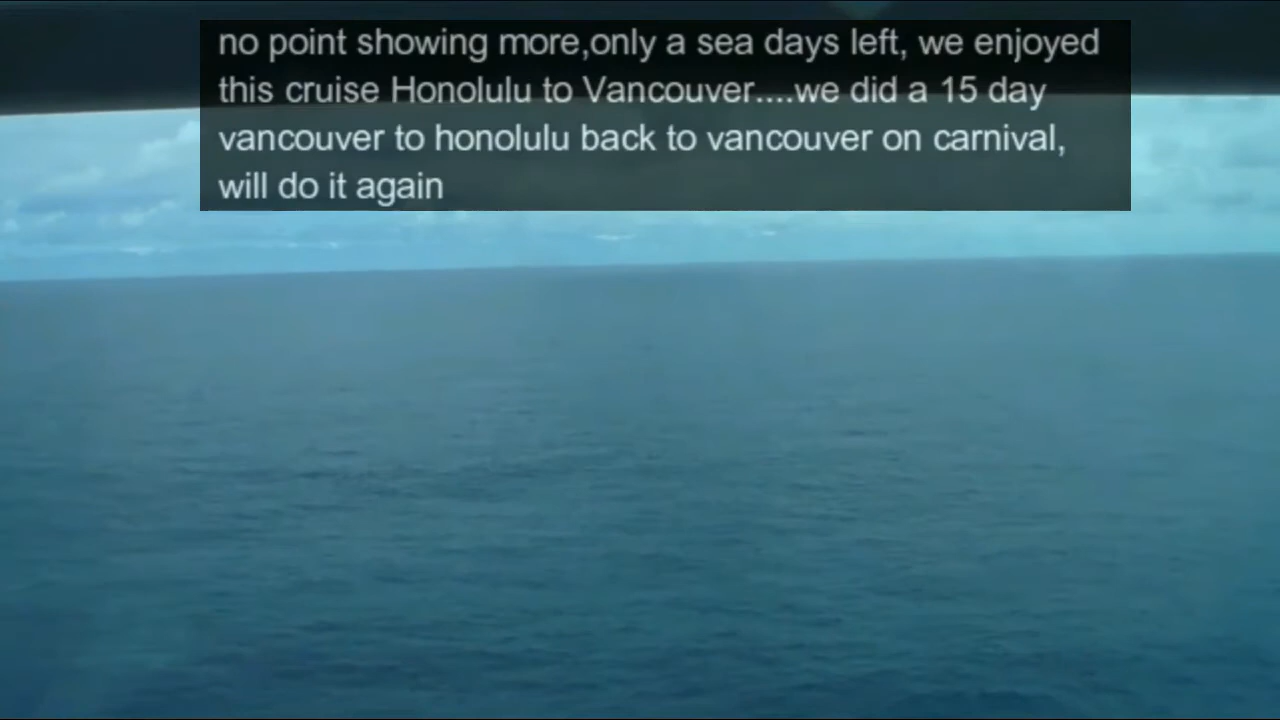 no point showing more,only a sea days left, we enjoyed
this cruise Honolulu to Vancouver....we did a 15 day
vancouver to honolulu back to vancouver on carnival,
will do it again